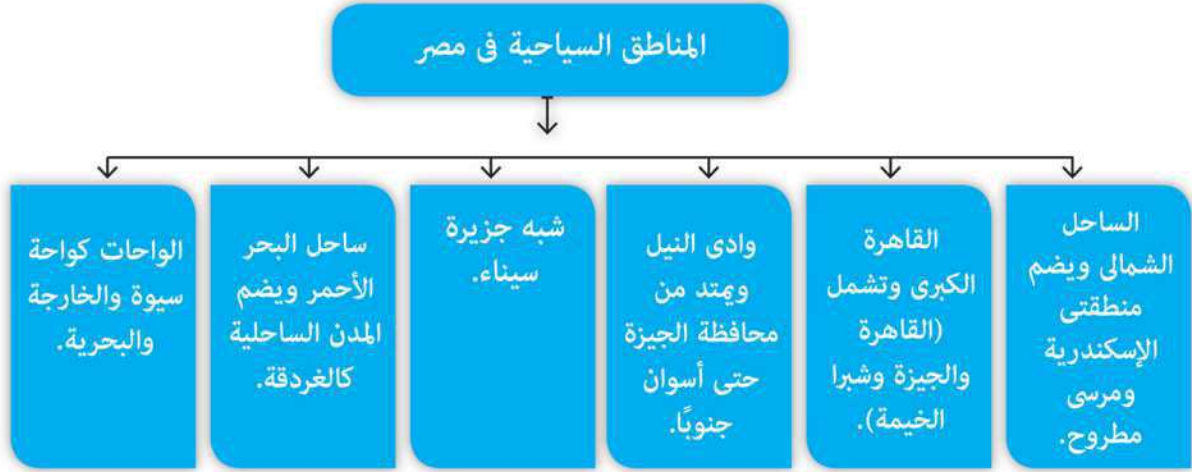 المناطق السياحية فى مصر
الساحل
الشمالى ويضم
منطقتى
الإسكندرية
ومرسى
مطروح.
القاهرة
الكبرى وتشمل
(القاهرة
والجيزة وشبرا
الخيمة).
وادى النيل
ويمتد من
محافظة الجيزة
حتى أسوان
جنوبًا.
شبه جزيرة
سيناء.
ساحل البحر
الأحمر ويضم
المدن الساحلية
كالغردقة.
الواحات كواحة
سيوة والخارجة
والبحرية.